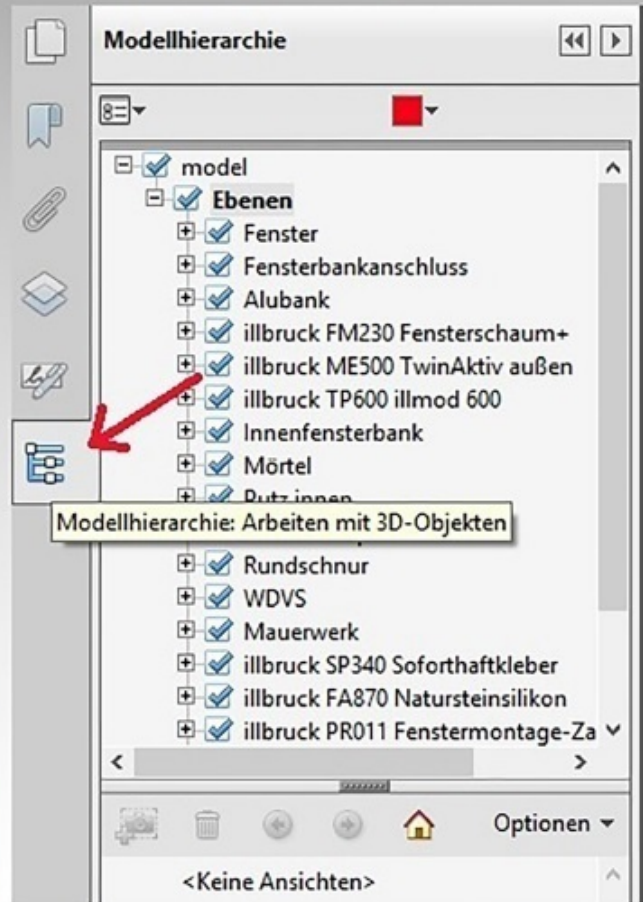 Modellhierarchie
model
Ebenen
Fenster
Fensterbankanschluss
Alubank
illbruck FM230 Fensterschaum+
illbruck ME500 TwinAktiv außen
illbruck TP600 illmod 600
Innenfensterbank
Mörtel
Putz innen
Modellhierarchie: Arbeiten mit 3D-Objekten
Rundschnur
WDVS
Mauerwerk
illbruck SP340 Soforthaftkleber
illbruck FA870 Natursteinsilikon
illbruck PR011 Fenstermontage-Za
Optionen
<Keine Ansichten>